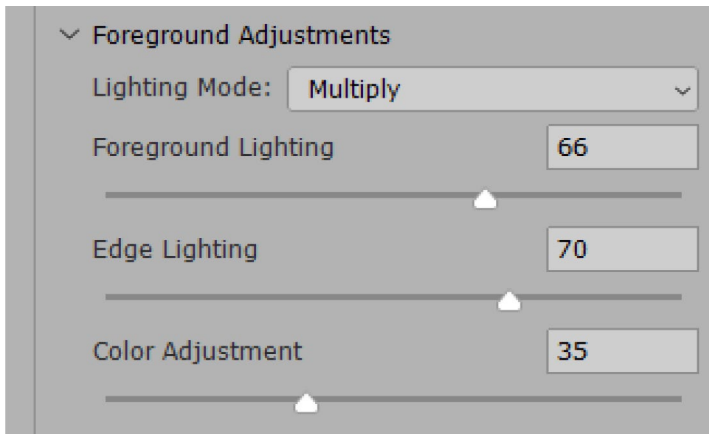 Foreground Adjustments
Lighting Mode: Multiply
Foreground Lighting 66
Edge Lighting 70
Color Adjustment 35